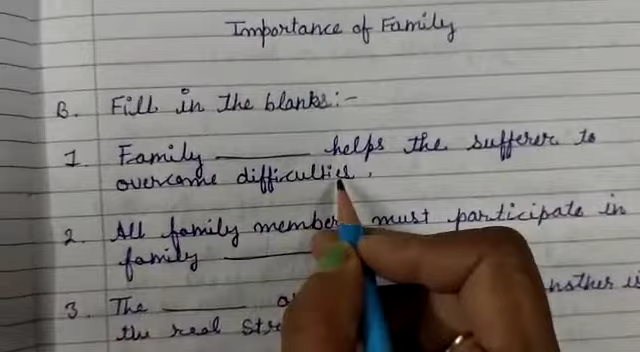 Importance of Family
B. Fill in the blanks:-
1. Family ______ helps the sufferer to
overcome difficulties.
2. All family member must participate in
family ______
3. The ______
the real